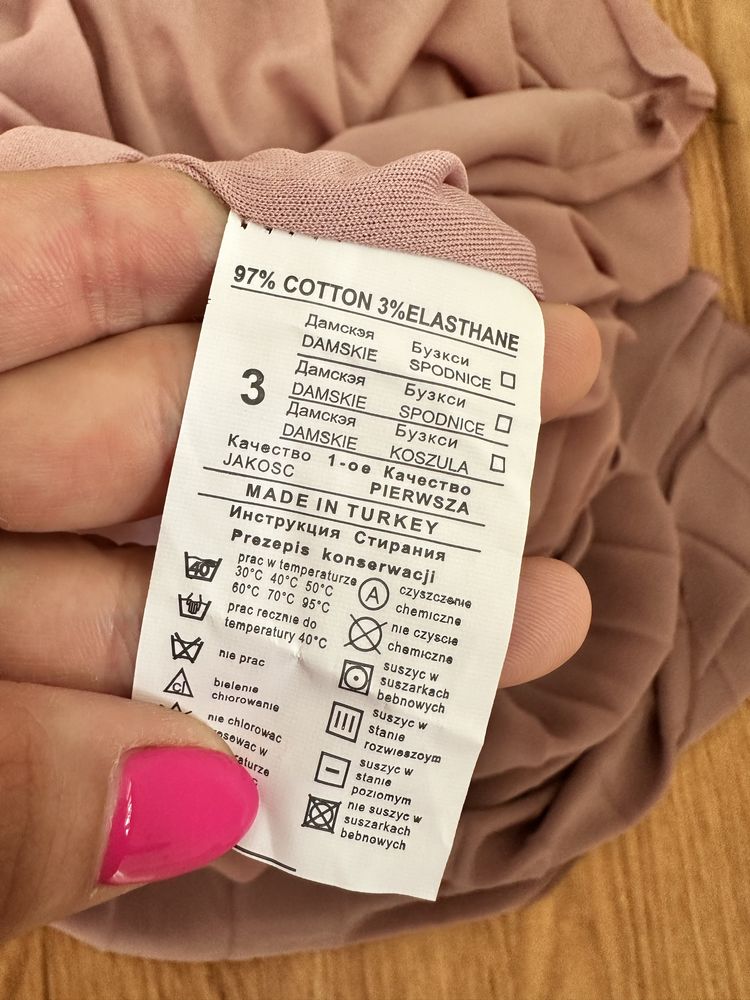 97% COTTON 3%ELASTHANE
Дамскэя Бузкси
DAMSKIE SPODNICE
3
Дамскэя Бузкси
DAMSKIE SPODNICE
Дамскэя Бузкси
DAMSKIE KOSZULA
Качество 1-ое Качество
JAKOSC PIERWSZA
MADE IN TURKEY
Инструкция Стирания
Przepis konserwacji
40
prac w temperaturze
30°C 40°C 50°C
60°C 70°C 95°C
prac recznie do
temperatury 40°C
nie prac
cl
bielenie
chlorowanie
nie chlorowac
A
czyszczenie
chemiczne
nie czyscie
chemiczne
suszyc w
suszarkach
bebnowych
suszyc w
stanie
rozwieszoym
suszyc w
stanie
poziomym
nie suszyc w
suszarkach
bebnowych